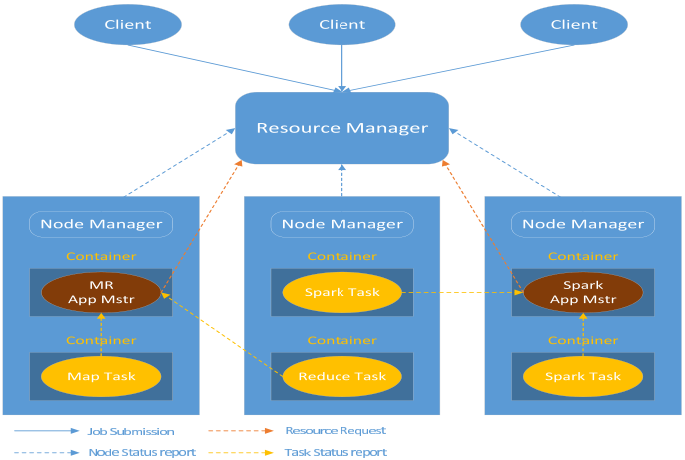 Client Client Client
Resource Manager
Node Manager Node Manager Node Manager
Container Container Container
MR
App Mstr
Spark Task
Spark
App Mstr
Container Container Container
Map Task Reduce Task Spark Task
Job Submission Resource Request
Node Status report Task Status report